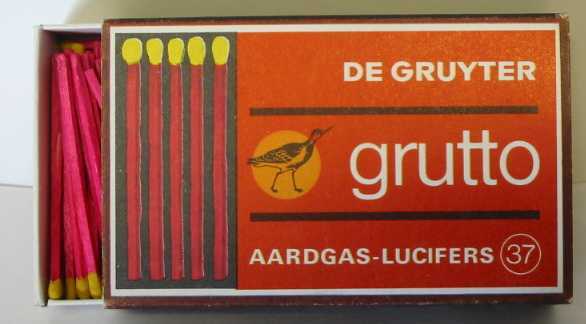 DE GRUYTER
grutto
AARDGAS-LUCIFERS 37